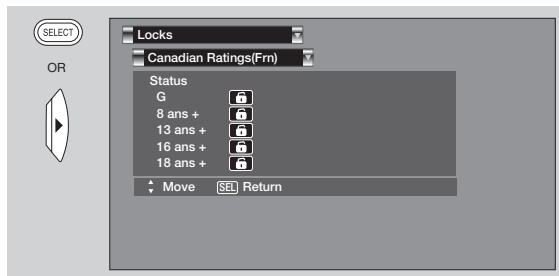 SELECT
OR
Locks
Canadian Ratings(Frn)
Status
G
8 ans +
13 ans +
16 ans +
18 ans +
Move SEL Return